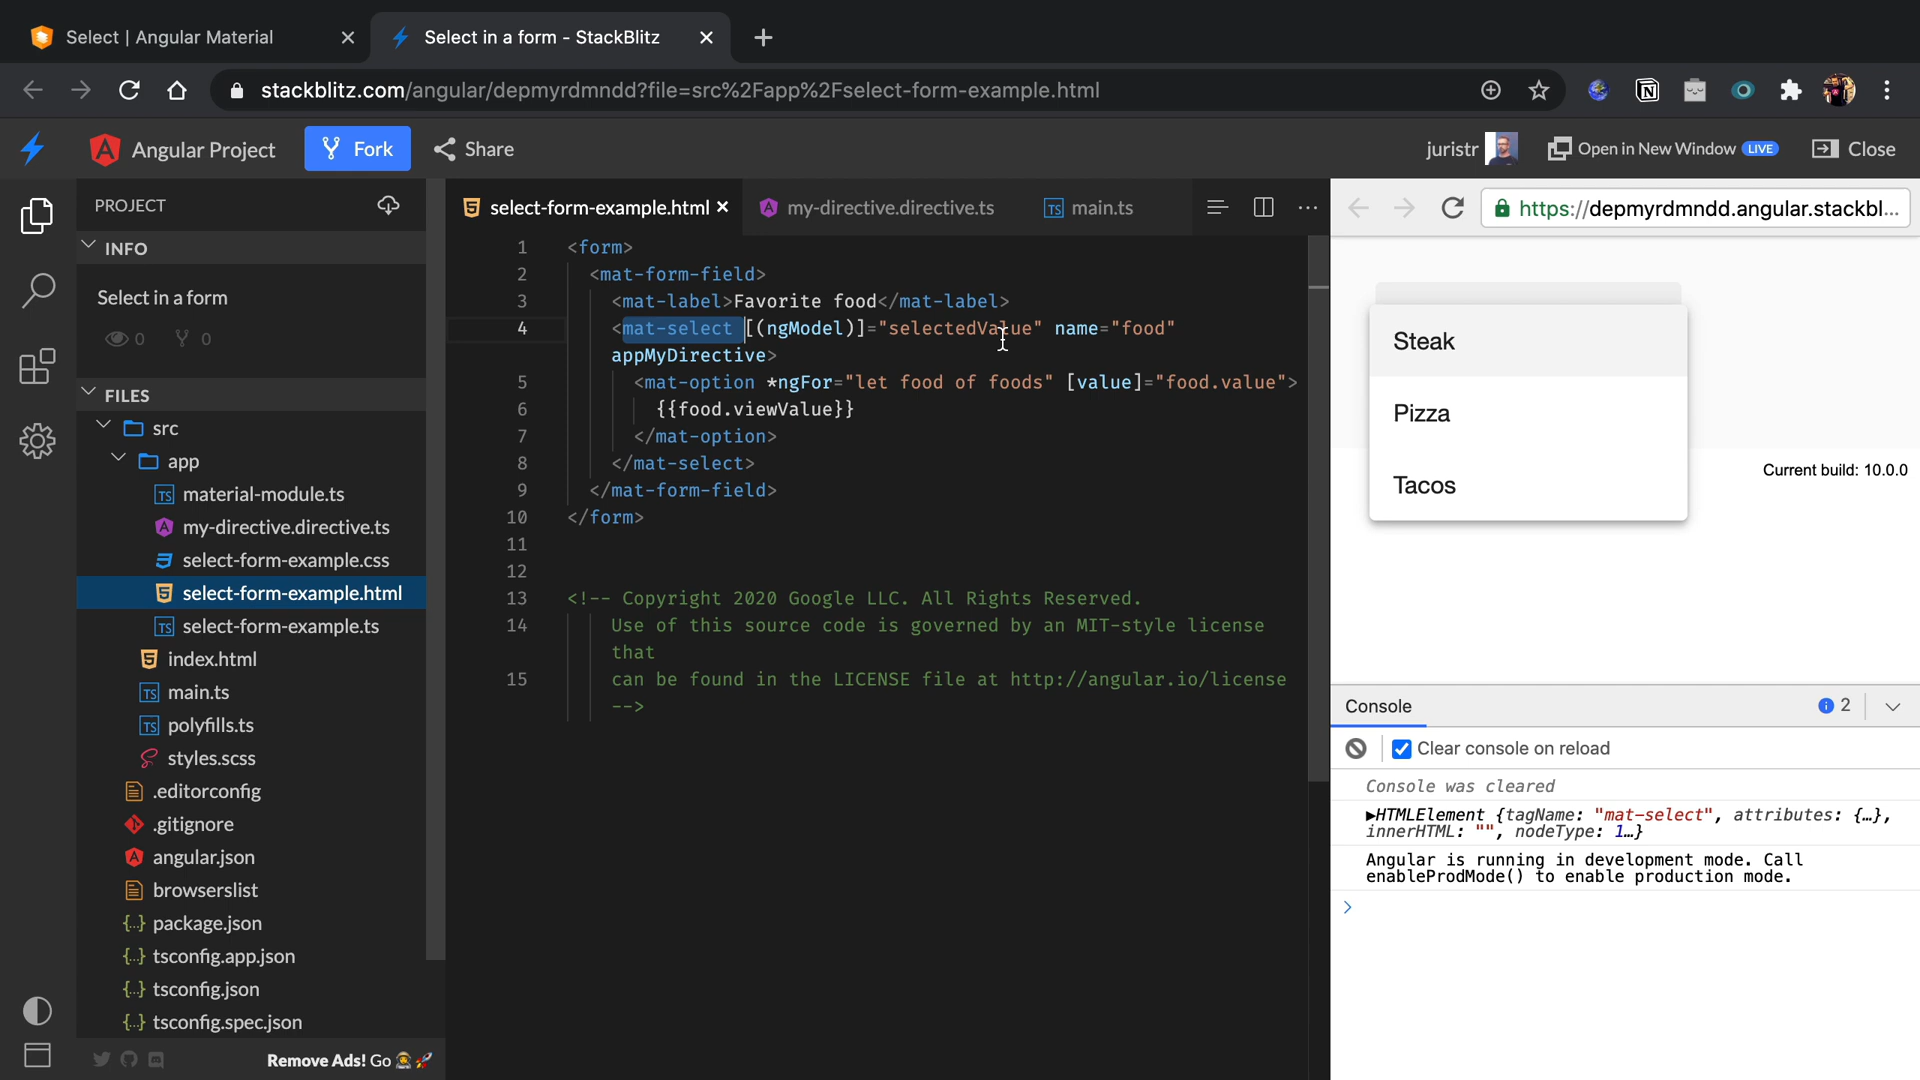 Select | Angular Material
Select in a form - StackBlitz
stackblitz.com/angular/depmyrdmndd?file=src%2Fapp%2Fselect-form-example.html
Angular Project
Fork
Share
juristr
Open in New Window LIVE
Close
PROJECT
INFO
Select in a form
0 0
FILES
src
app
material-module.ts
my-directive.directive.ts
select-form-example.css
select-form-example.html
select-form-example.ts
index.html
main.ts
polyfills.ts
styles.scss
.editorconfig
.gitignore
angular.json
browserslist
package.json
tsconfig.app.json
tsconfig.json
tsconfig.spec.json
Remove Ads! Go
select-form-example.html
my-directive.directive.ts
main.ts
1 <form>
2 <mat-form-field>
3 <mat-label>Favorite food</mat-label>
4 <mat-select [(ngModel)]="selectedValue" name="food"
appMyDirective>
5 <mat-option *ngFor="let food of foods" [value]="food.value">
6 {{food.viewValue}}
7 </mat-option>
8 </mat-select>
9 </mat-form-field>
10 </form>
11
12
13 <!-- Copyright 2020 Google LLC. All Rights Reserved.
14 Use of this source code is governed by an MIT-style license
that
15 can be found in the LICENSE file at http://angular.io/license
-->
https://depmyrdmndd.angular.stackbl...
Steak
Pizza
Tacos
Current build: 10.0.0
Console
2
Clear console on reload
Console was cleared
▶HTMLElement {tagName: "mat-select", attributes: {…},
innerHTML: "", nodeType: 1…}
Angular is running in development mode. Call
enableProdMode() to enable production mode.